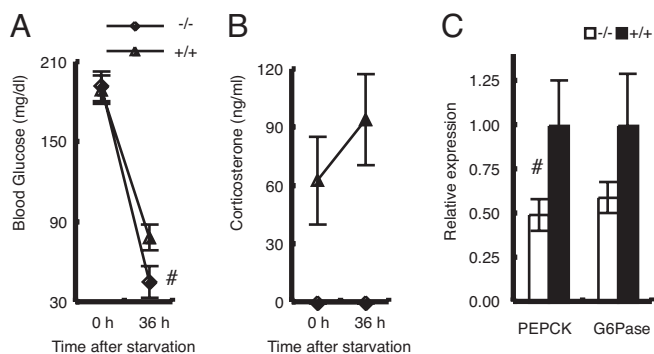 A
-/-
+/+
Blood Glucose (mg/dl)
210
150
90
30
#
0 h 36 h
Time after starvation
B
Corticosterone (ng/ml)
120
90
60
30
0
0 h 36 h
Time after starvation
C
-/- +/+
Relative expression
1.25
1.00
0.75
0.50
0.25
0.00
#
PEPCK G6Pase